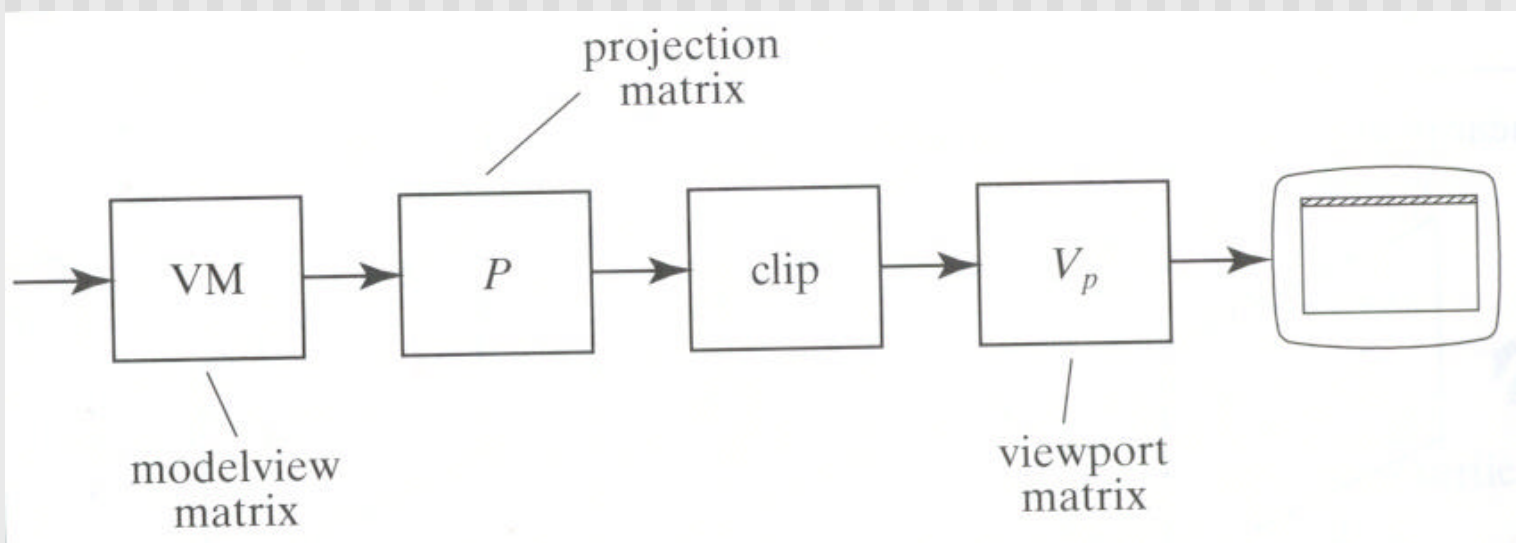 projection
matrix
VM
P
clip
V_p
modelview
matrix
viewport
matrix